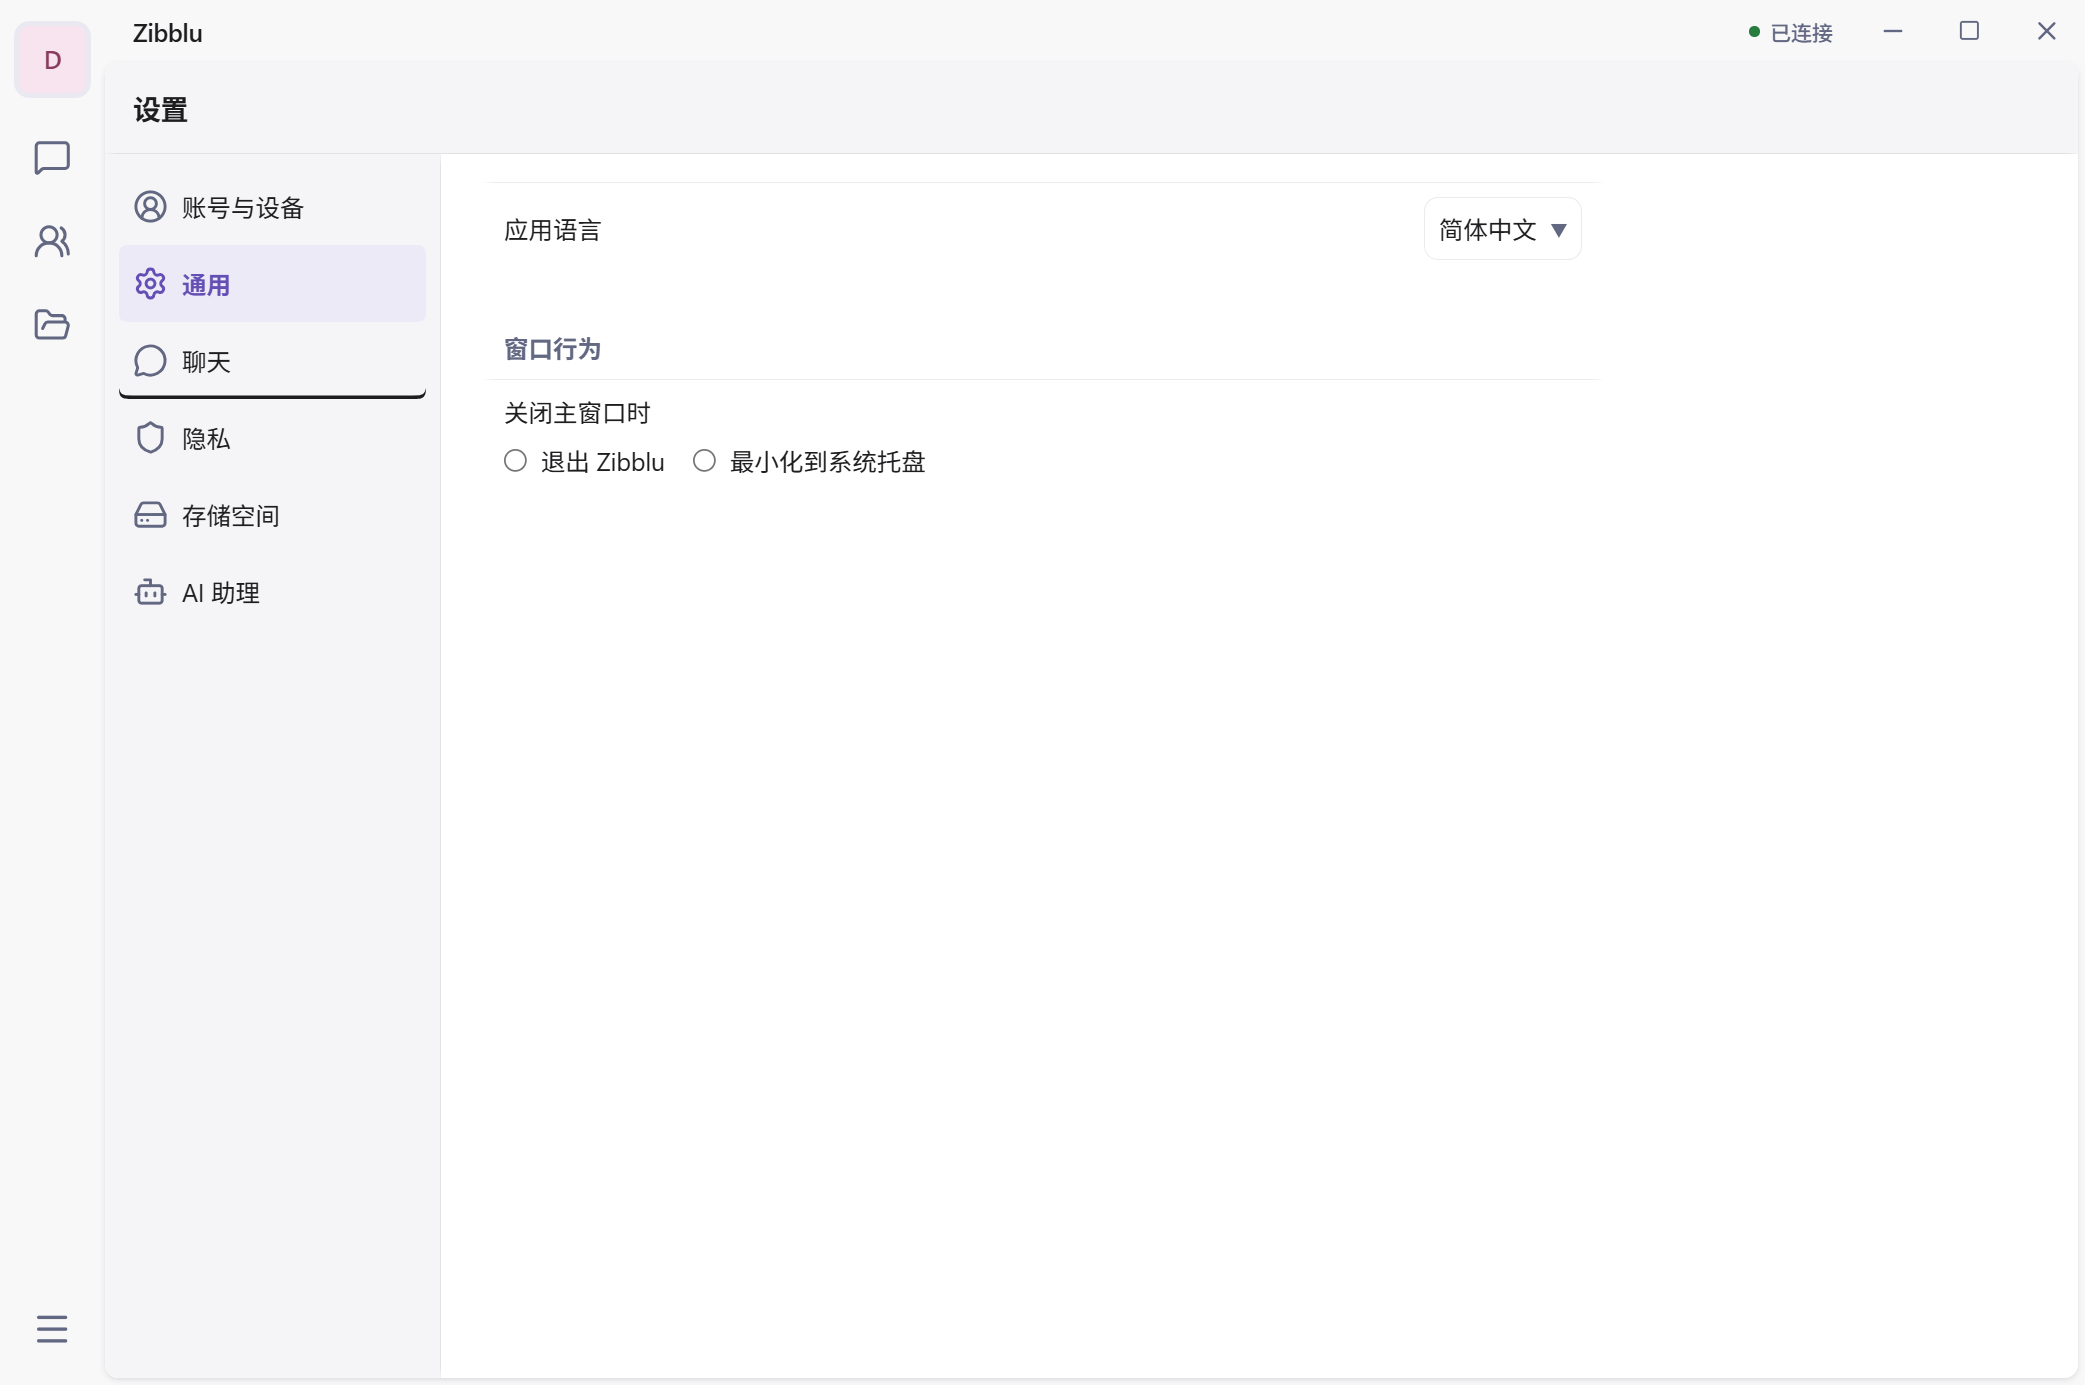 D
Zibblu
已连接
设置
账号与设备
通用
聊天
隐私
存储空间
AI 助理
应用语言
简体中文
窗口行为
关闭主窗口时
退出 Zibblu
最小化到系统托盘